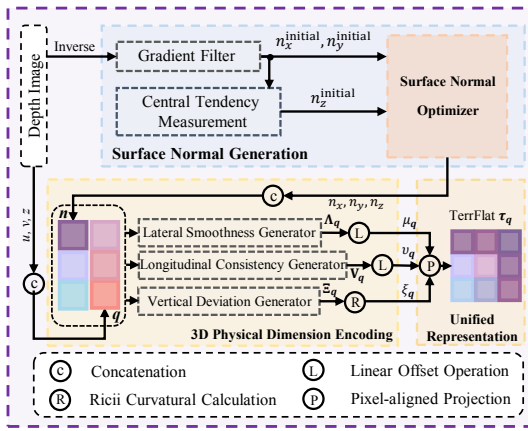 Depth Image
Inverse
Gradient Filter
n_x^initial, n_y^initial
Central Tendency
Measurement
n_z^initial
Surface Normal
Optimizer
Surface Normal Generation
u, v, z
c
c
n_x, n_y, n_z
n
q
Lateral Smoothness Generator
Λ_q
L
μ_q
Longitudinal Consistency Generator
V_q
L
υ_q
Vertical Deviation Generator
Ξ_q
R
ξ_q
P
TerrFlat τ_q
3D Physical Dimension Encoding
Unified
Representation
c Concatenation
L Linear Offset Operation
R Ricii Curvatural Calculation
P Pixel-aligned Projection